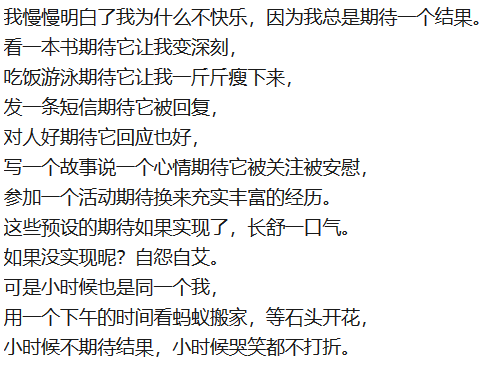 我慢慢明白了我为什么不快乐，因为我总是期待一个结果。
看一本书期待它让我变深刻，
吃饭游泳期待它让我一斤斤瘦下来，
发一条短信期待它被回复，
对人好期待它回应也好，
写一个故事说一个心情期待它被关注被安慰，
参加一个活动期待换来充实丰富的经历。
这些预设的期待如果实现了，长舒一口气。
如果没实现呢？自怨自艾。
可是小时候也是同一个我，
用一个下午的时间看蚂蚁搬家，等石头开花，
小时候不期待结果，小时候哭笑都不打折。